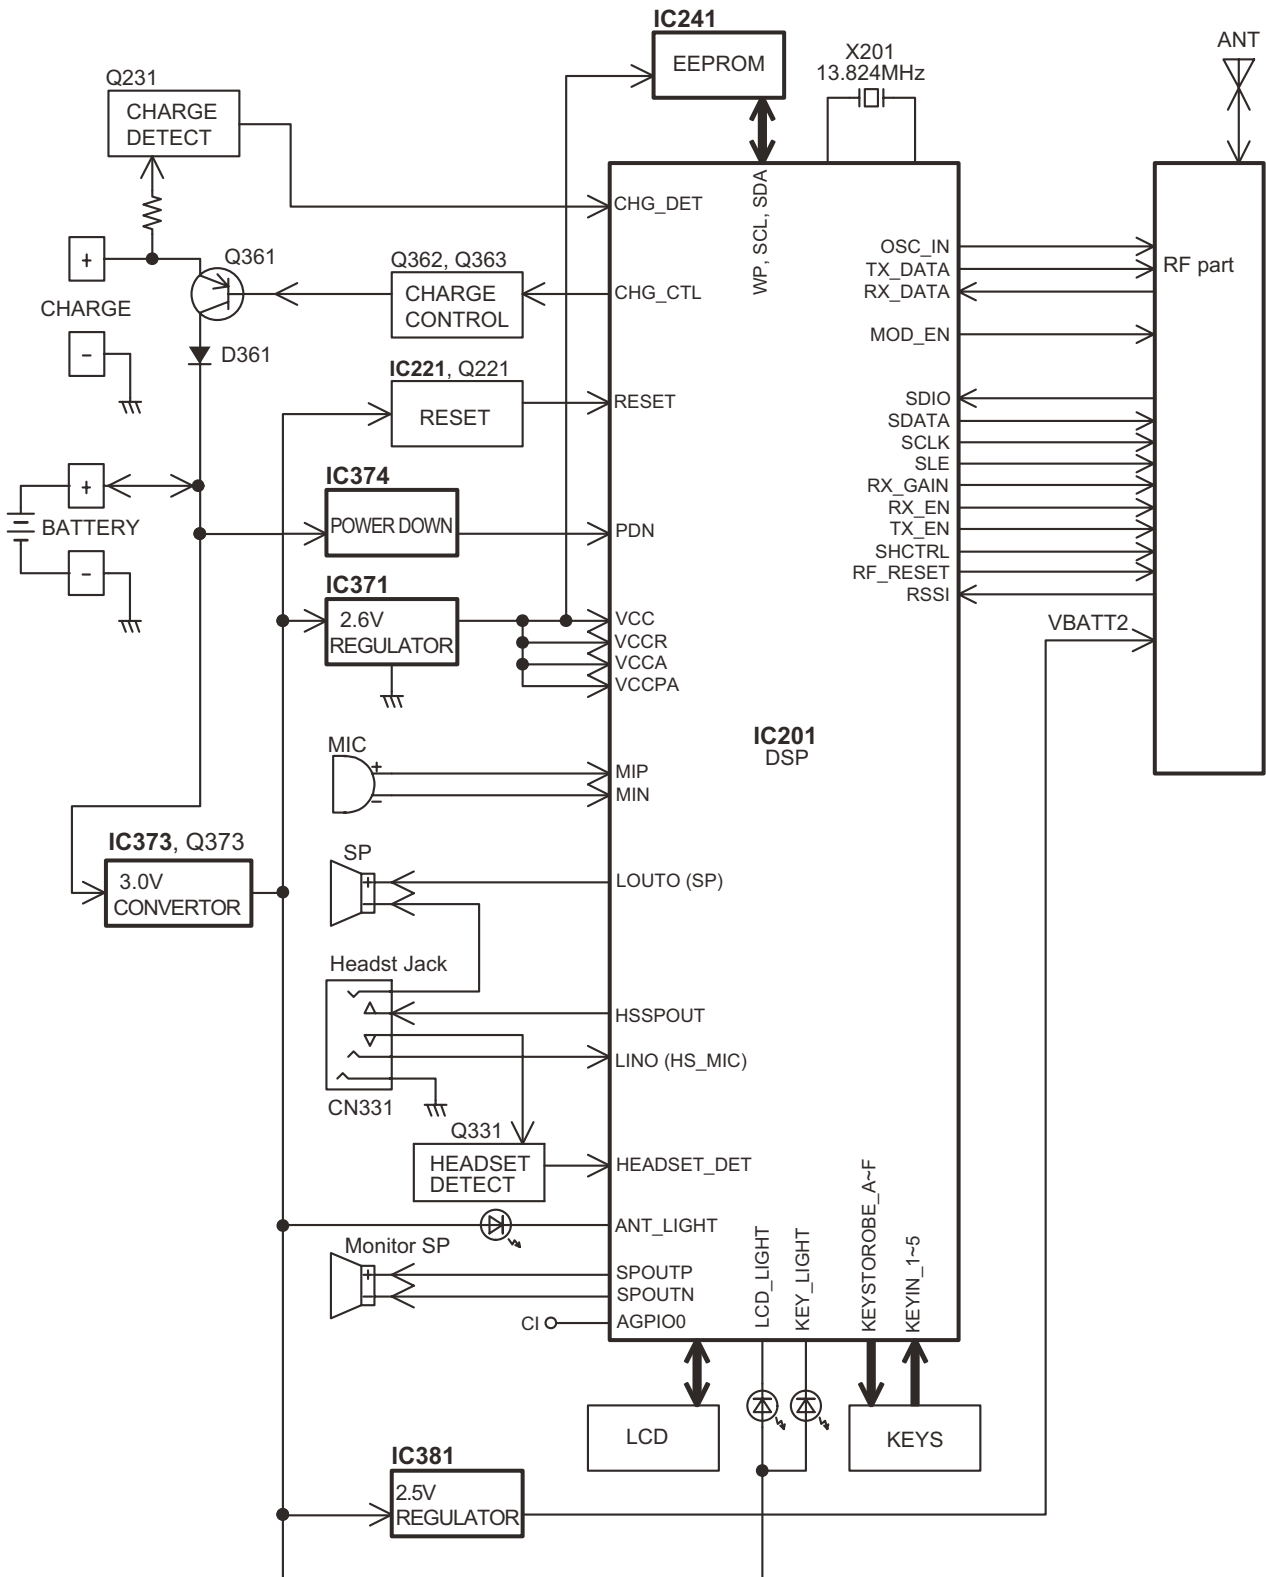 IC241
EEPROM
X201
13.824MHz
ANT
Q231
CHARGE
DETECT
WP, SCL, SDA
CHG_DET
OSC_IN
TX_DATA
RX_DATA
RF part
+
Q361
Q362, Q363
CHARGE
CONTROL
CHG_CTL
CHARGE
MOD_EN
-
D361
IC221, Q221
RESET
RESET
SDIO
SDATA
SCLK
SLE
RX_GAIN
RX_EN
TX_EN
SHCTRL
RF_RESET
RSSI
+
BATTERY
-
IC374
POWER DOWN
PDN
IC371
2.6V
REGULATOR
VCC
VCCR
VCCA
VCCPA
VBATT2
IC201
DSP
MIC
+
−
MIP
MIN
IC373, Q373
3.0V
CONVERTOR
SP
+
−
LOUTO (SP)
Headst Jack
HSSPOUT
LINO (HS_MIC)
CN331
Q331
HEADSET
DETECT
HEADSET_DET
ANT_LIGHT
Monitor SP
+
−
SPOUTP
SPOUTN
CI
AGPIO0
LCD_LIGHT
KEY_LIGHT
KEYSTOROBE_A~F
KEYIN_1~5
LCD
KEYS
IC381
2.5V
REGULATOR